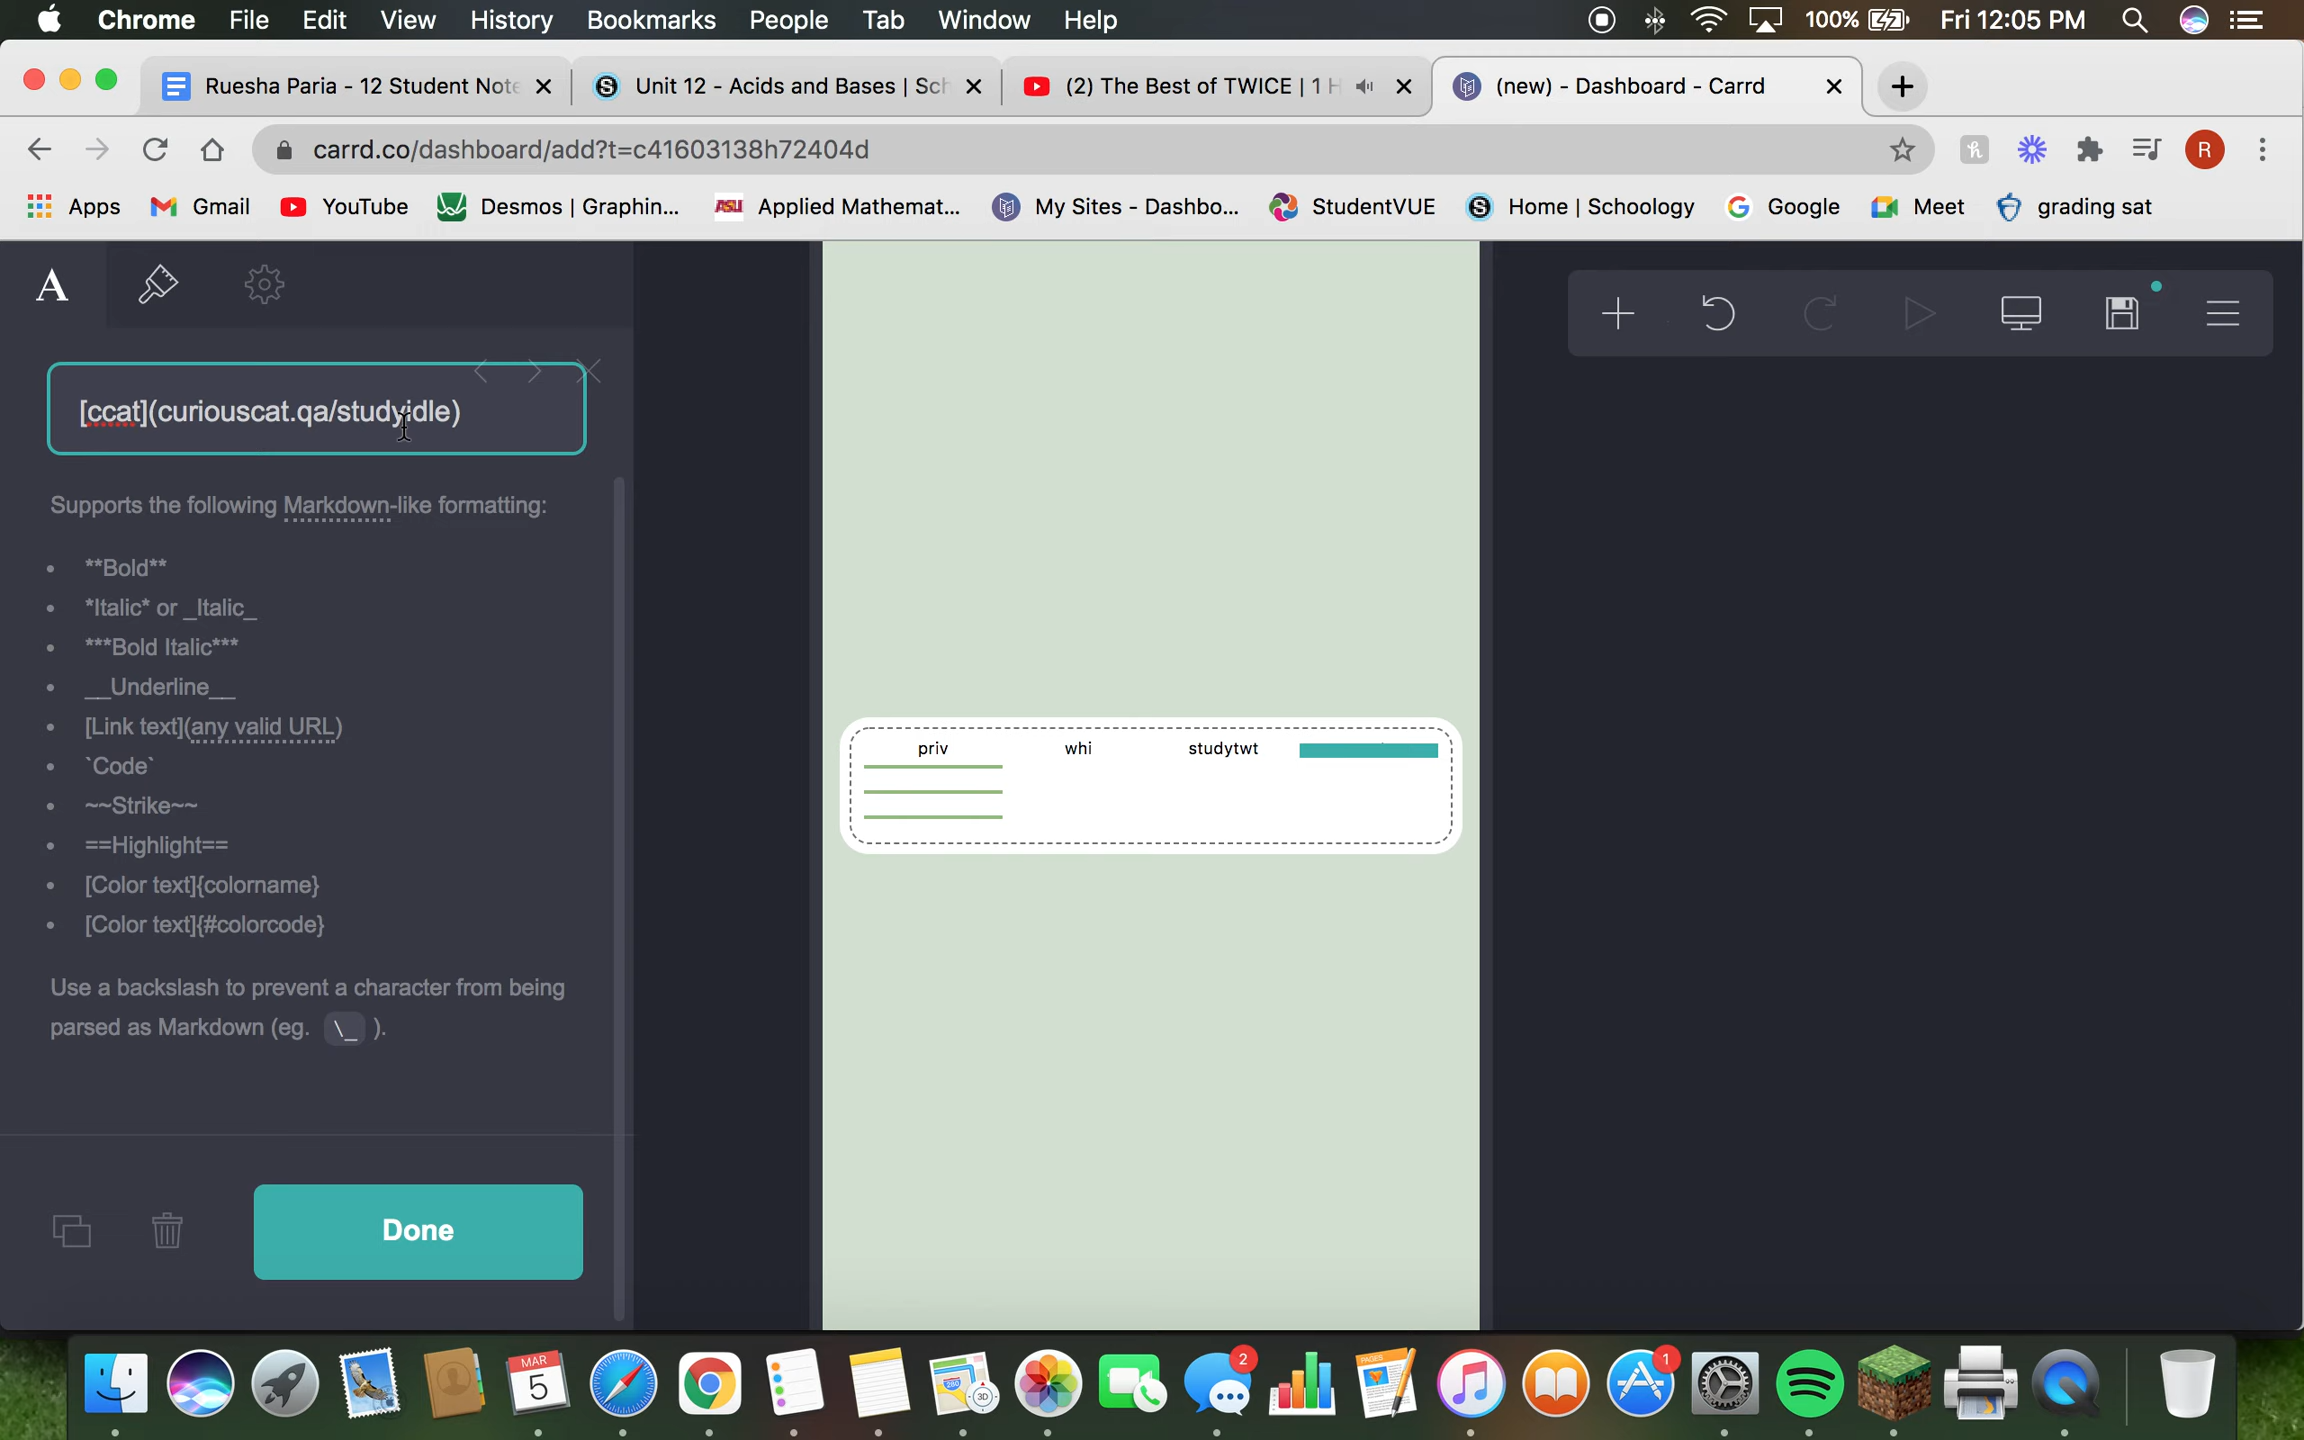 Chrome File Edit View History Bookmarks People Tab Window Help 100% Fri 12:05 PM
Ruesha Paria - 12 Student Note
Unit 12 - Acids and Bases | Sch
(2) The Best of TWICE | 1 H
(new) - Dashboard - Carrd
carrd.co/dashboard/add?t=c41603138h72404d
R
Apps Gmail YouTube Desmos | Graphin... Applied Mathemat... My Sites - Dashbo... StudentVUE Home | Schoology Google Meet grading sat
A
[ccat](curiouscat.qa/studyidle)
Supports the following Markdown-like formatting:
• **Bold**
• *Italic* or _Italic_
• ***Bold Italic***
• __Underline__
• [Link text](any valid URL)
• `Code`
• ~~Strike~~
• ==Highlight==
• [Color text]{colorname}
• [Color text]{#colorcode}
Use a backslash to prevent a character from being
parsed as Markdown (eg. \_ ).
Done
priv whi studytwt
MAR
5
280
3D
2
PAGES
1